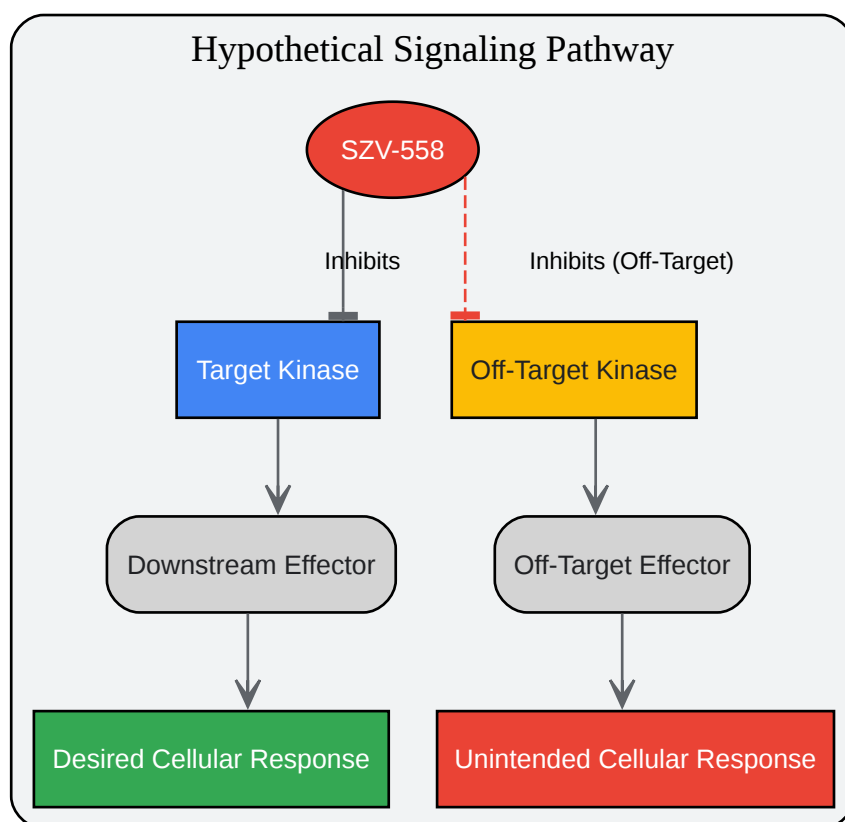 Hypothetical Signaling Pathway
SZV-558
Inhibits
Inhibits (Off-Target)
Target Kinase
Off-Target Kinase
Downstream Effector
Off-Target Effector
Desired Cellular Response
Unintended Cellular Response